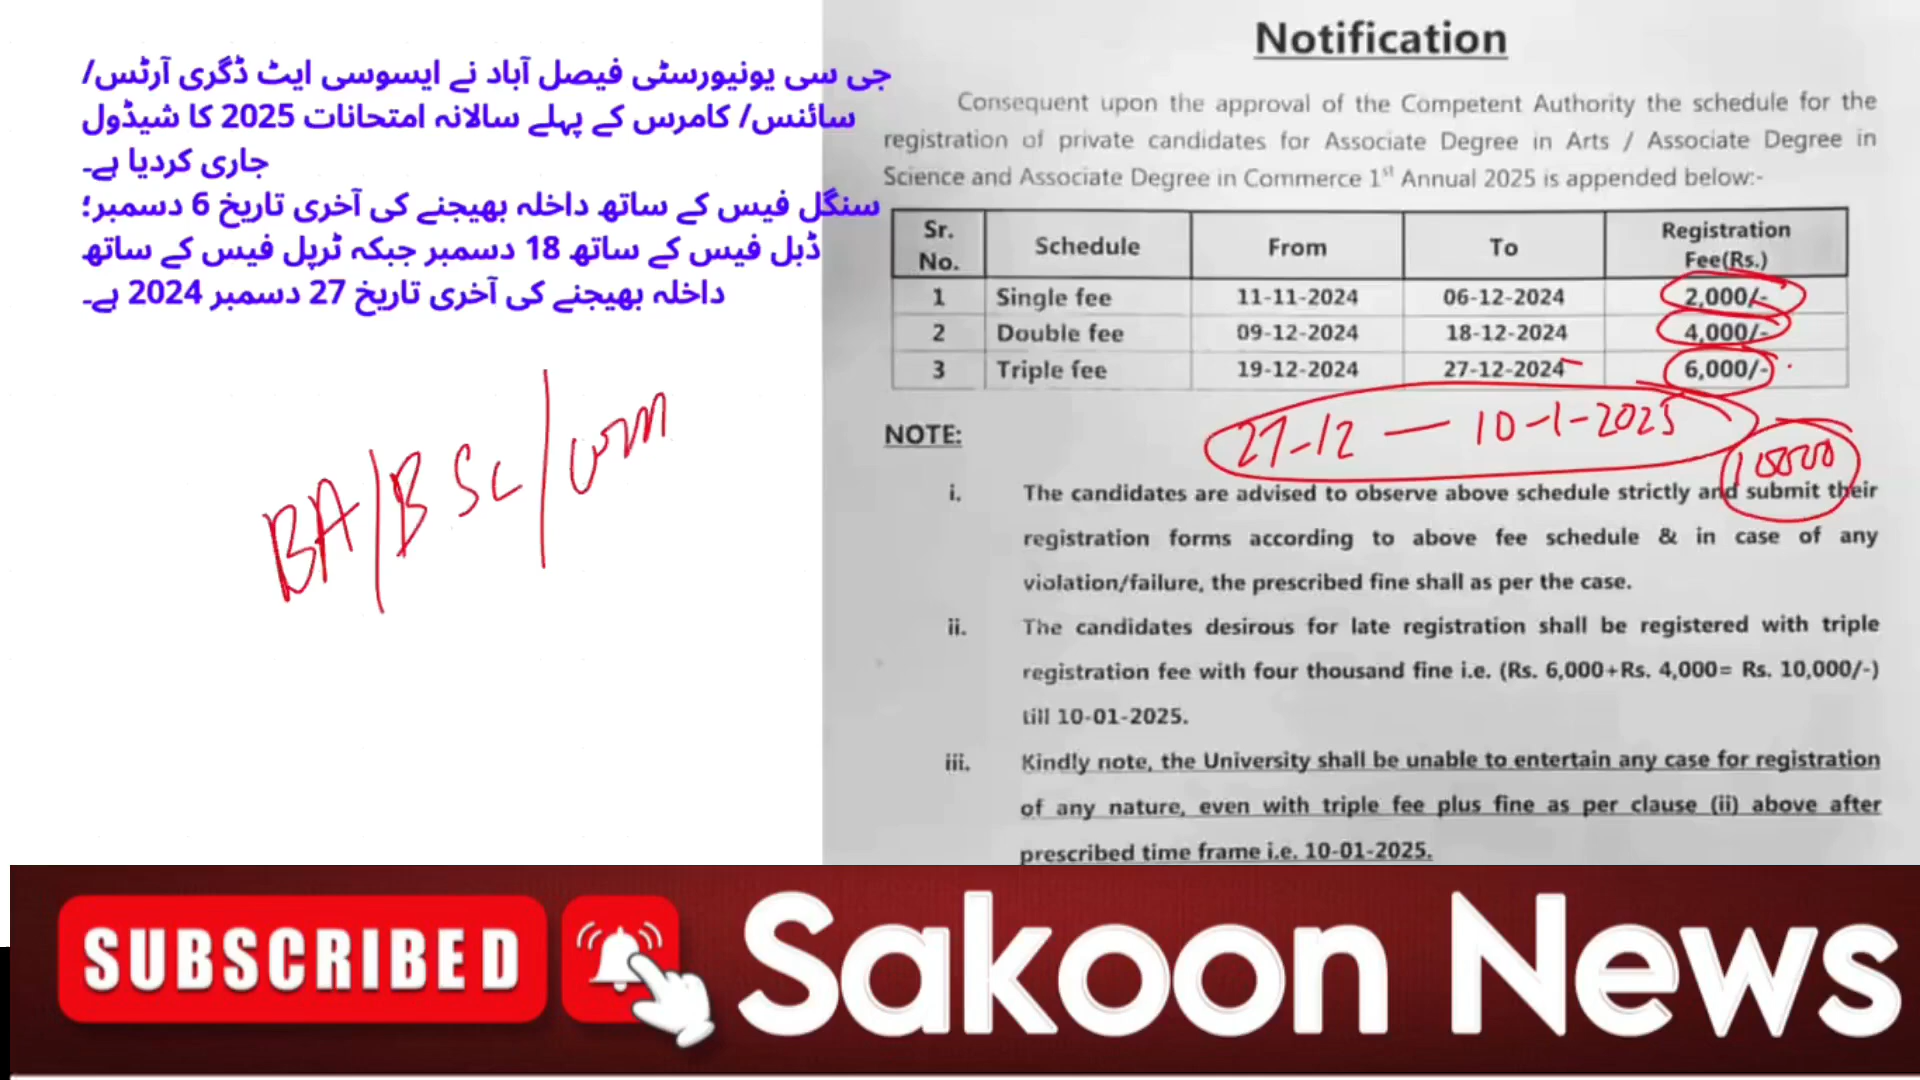 جی سی یونیورسٹی فیصل آباد نے ایسوسی ایٹ ڈگری آرٹس/
سائنس/ کامرس کے پہلے سالانہ امتحانات 2025 کا شیڈول
جاری کردیا ہے۔
سنگل فیس کے ساتھ داخلہ بھیجنے کی آخری تاریخ 6 دسمبر؛
ڈبل فیس کے ساتھ 18 دسمبر جبکہ ٹرپل فیس کے ساتھ
داخلہ بھیجنے کی آخری تاریخ 27 دسمبر 2024 ہے۔
BA/BSc/com
Notification
Consequent upon the approval of the Competent Authority the schedule for the
registration of private candidates for Associate Degree in Arts / Associate Degree in
Science and Associate Degree in Commerce 1st Annual 2025 is appended below:-
Sr. No. Schedule From To Registration Fee(Rs.)
1 Single fee 11-11-2024 06-12-2024 2,000/-
2 Double fee 09-12-2024 18-12-2024 4,000/-
3 Triple fee 19-12-2024 27-12-2024 6,000/-
27-12 — 10-1-2025
10000
NOTE:
i. The candidates are advised to observe above schedule strictly and submit their
registration forms according to above fee schedule & in case of any
violation/failure, the prescribed fine shall as per the case.
ii. The candidates desirous for late registration shall be registered with triple
registration fee with four thousand fine i.e. (Rs. 6,000+Rs. 4,000= Rs. 10,000/-)
till 10-01-2025.
iii. Kindly note, the University shall be unable to entertain any case for registration
of any nature, even with triple fee plus fine as per clause (ii) above after
prescribed time frame i.e. 10-01-2025.
SUBSCRIBED Sakoon News